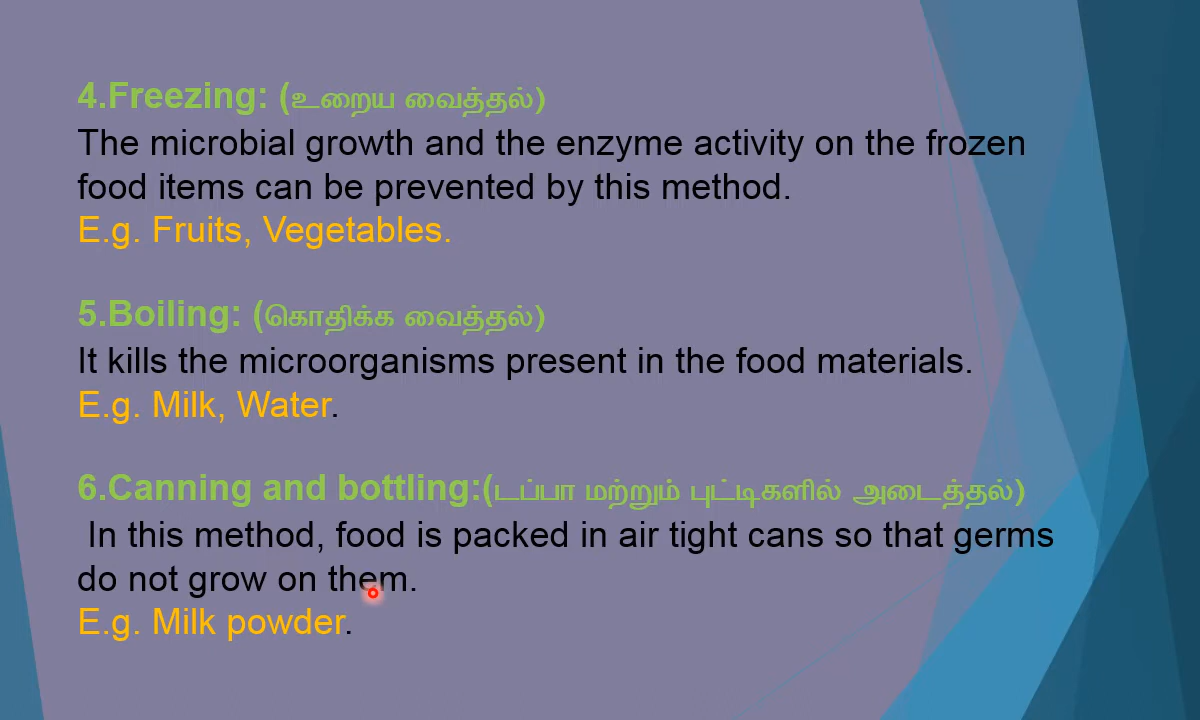 4.Freezing: (உறைய வைத்தல்)
The microbial growth and the enzyme activity on the frozen
food items can be prevented by this method.
E.g. Fruits, Vegetables.
5.Boiling: (கொதிக்க வைத்தல்)
It kills the microorganisms present in the food materials.
E.g. Milk, Water.
6.Canning and bottling:(டப்பா மற்றும் புட்டிகளில் அடைத்தல்)
In this method, food is packed in air tight cans so that germs
do not grow on them.
E.g. Milk powder.